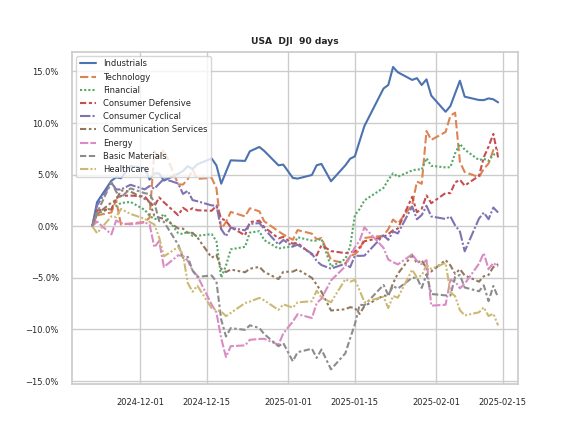 USA  DJI  90 days
Industrials
Technology
Financial
Consumer Defensive
Consumer Cyclical
Communication Services
Energy
Basic Materials
Healthcare
15.0%
10.0%
5.0%
0.0%
−5.0%
−10.0%
−15.0%
2024-12-01 2024-12-15 2025-01-01 2025-01-15 2025-02-01 2025-02-15